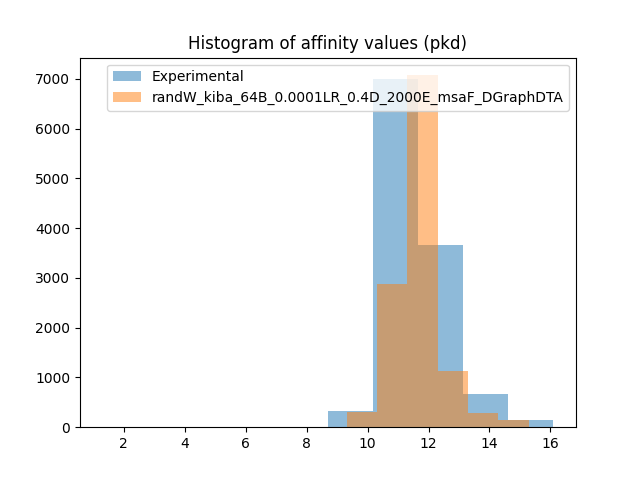 Histogram of affinity values (pkd)
Experimental
randW_kiba_64B_0.0001LR_0.4D_2000E_msaF_DGraphDTA
7000
6000
5000
4000
3000
2000
1000
0
2 4 6 8 10 12 14 16